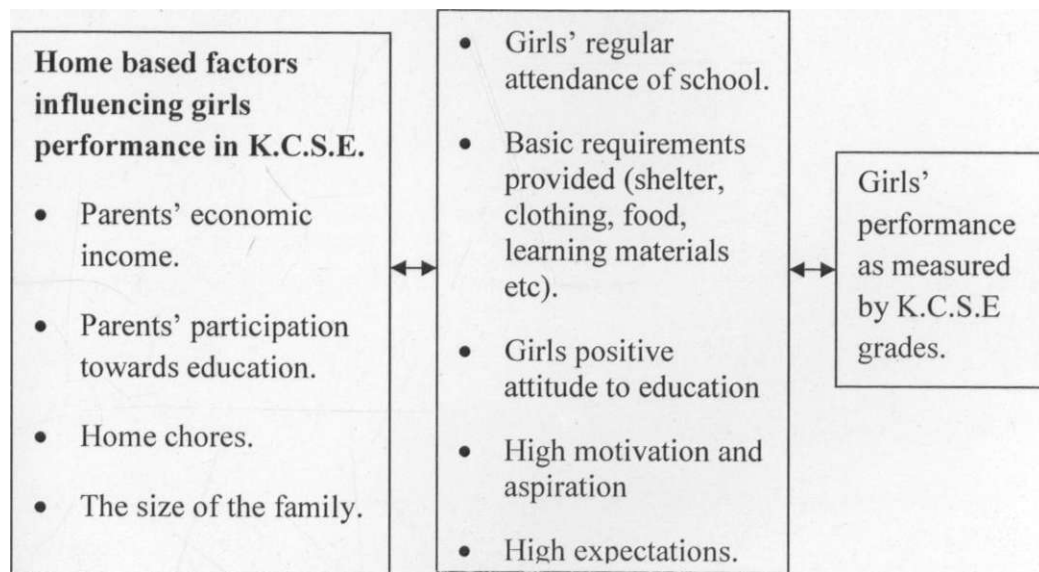 Home based factors
influencing girls
performance in K.C.S.E.
• Parents' economic
income.
• Parents' participation
towards education.
• Home chores.
• The size of the family.
• Girls' regular
attendance of school.
• Basic requirements
provided (shelter,
clothing, food,
learning materials
etc).
• Girls positive
attitude to education
• High motivation and
aspiration
• High expectations.
Girls'
performance
as measured
by K.C.S.E
grades.